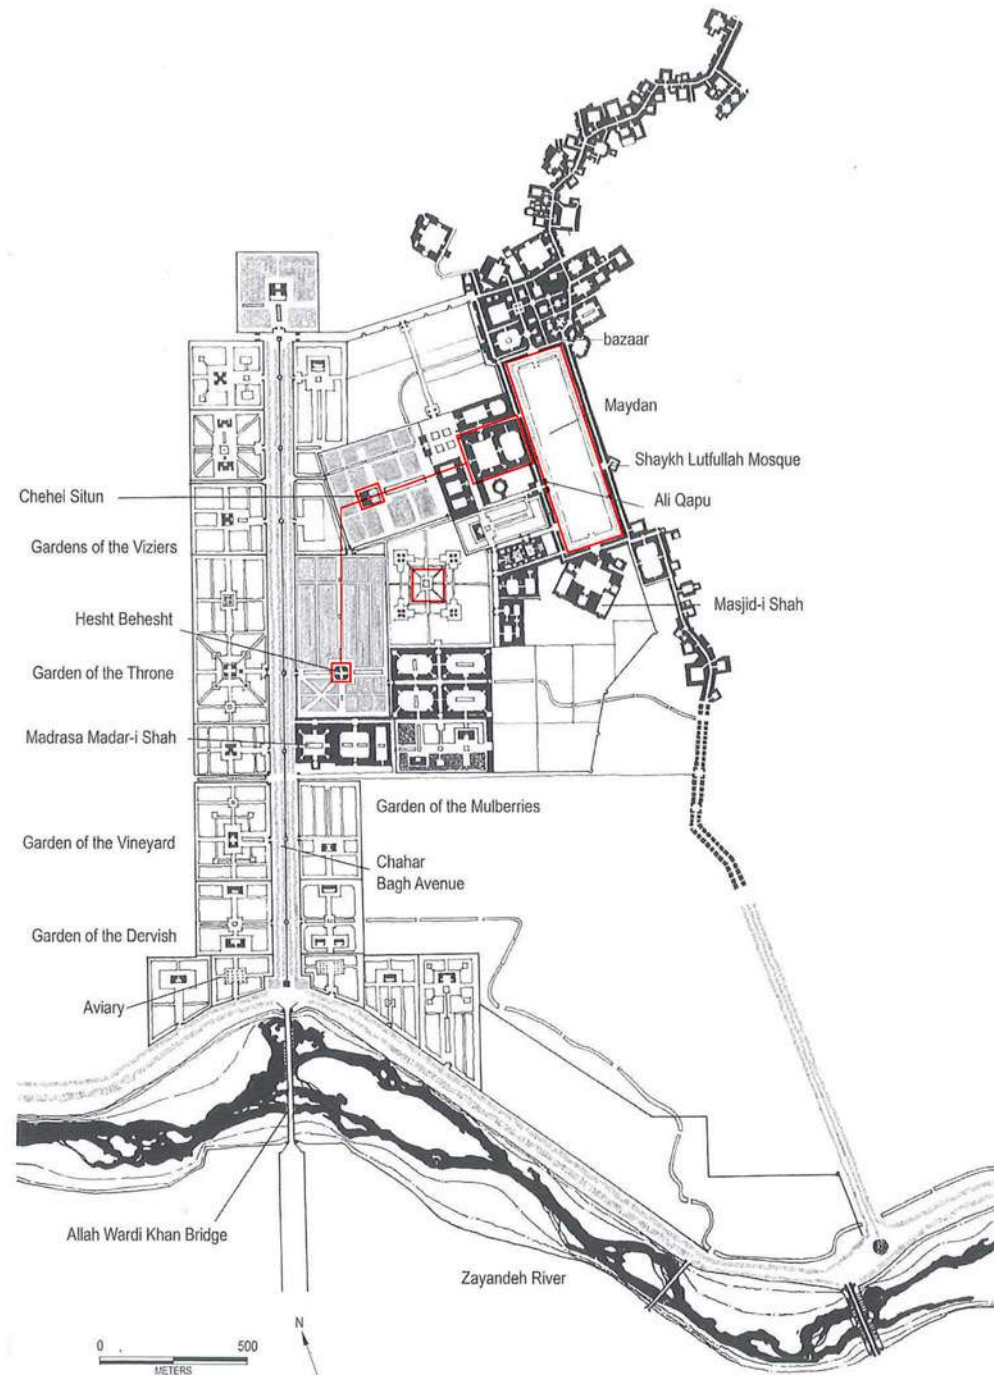 bazaar
Maydan
Shaykh Lutfullah Mosque
Chehel Situn
Ali Qapu
Gardens of the Viziers
Masjid-i Shah
Hesht Behesht
Garden of the Throne
Madrasa Madar-i Shah
Garden of the Mulberries
Garden of the Vineyard
Chahar
Bagh Avenue
Garden of the Dervish
Aviary
Allah Wardi Khan Bridge
Zayandeh River
N
0 500
METERS